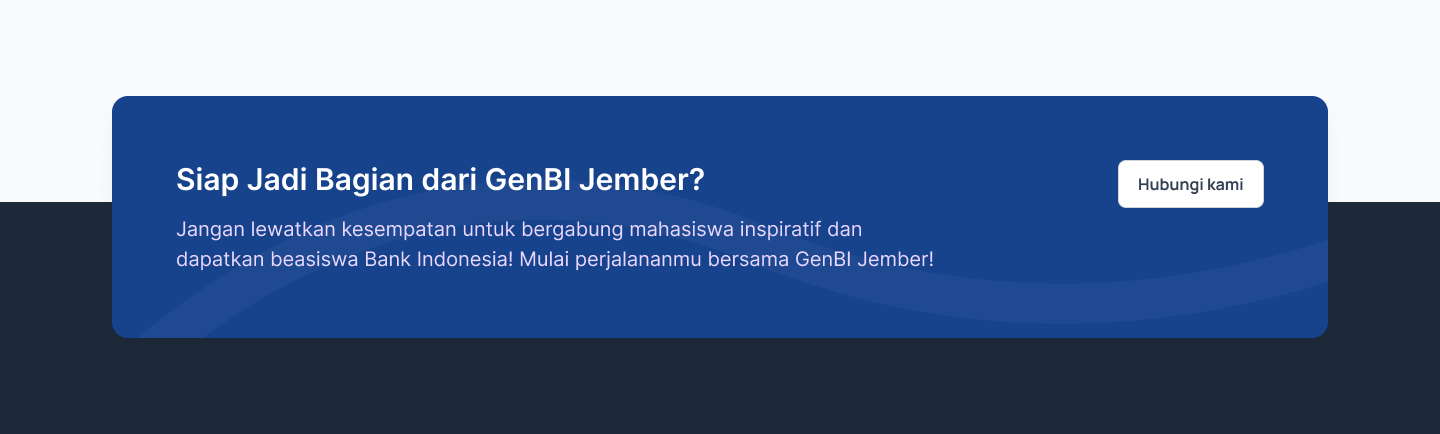 Siap Jadi Bagian dari GenBI Jember?
Hubungi kami
Jangan lewatkan kesempatan untuk bergabung mahasiswa inspiratif dan
dapatkan beasiswa Bank Indonesia! Mulai perjalananmu bersama GenBI Jember!